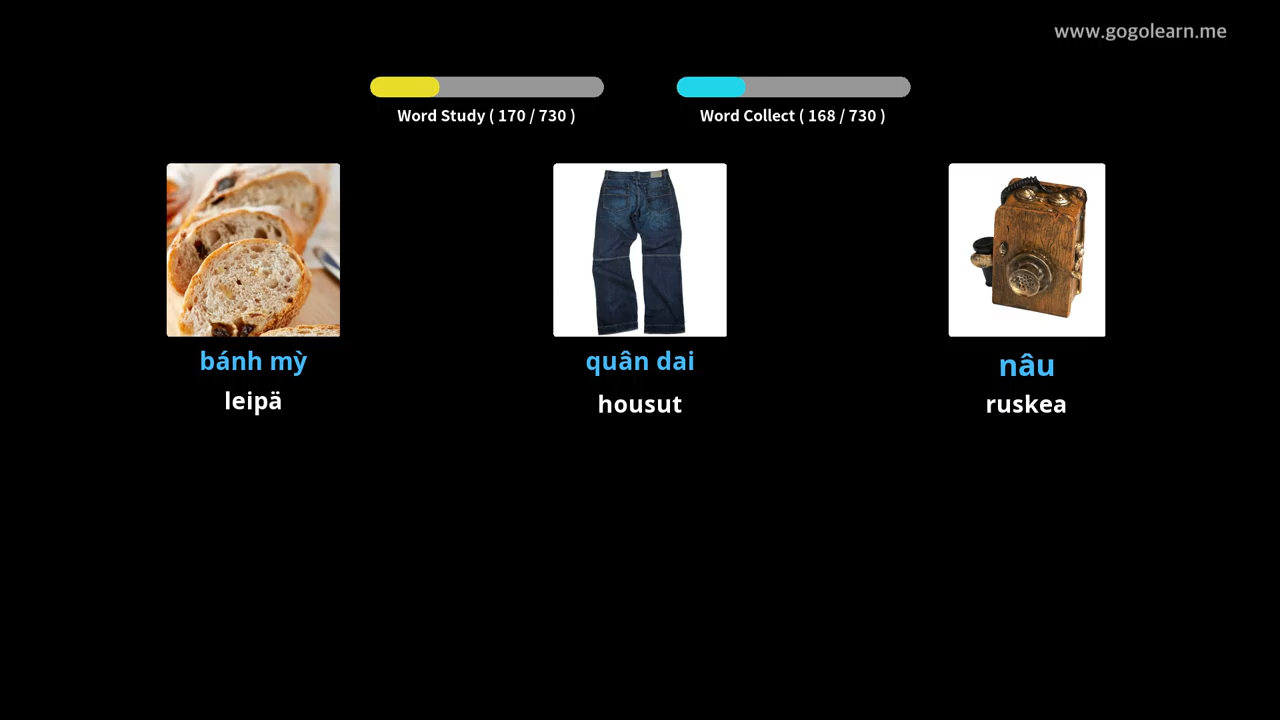 www.gogolearn.me
Word Study ( 170 / 730 )
Word Collect ( 168 / 730 )
bánh mỳ
leipä
quân dai
housut
nâu
ruskea